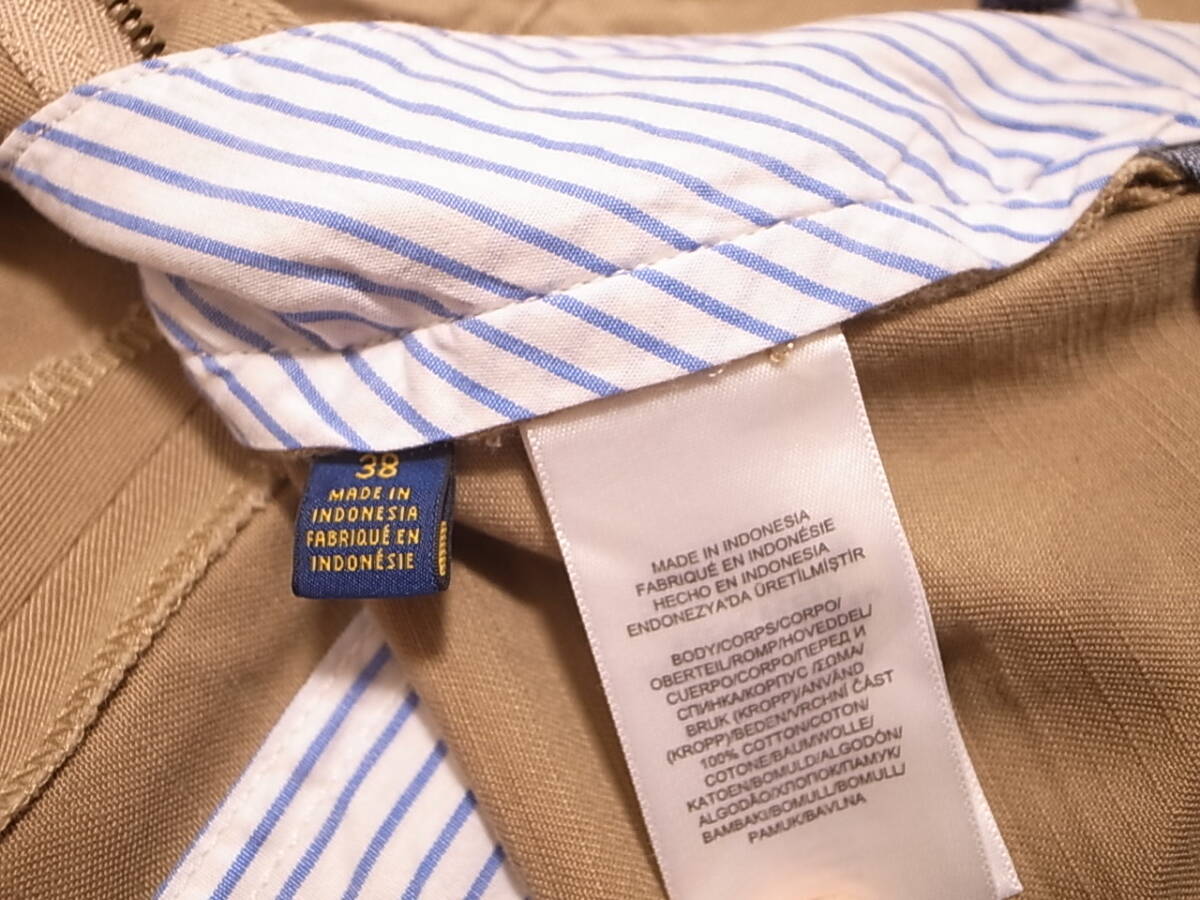 38
MADE IN
INDONESIA
FABRIQUÉ EN
INDONÉSIE
MADE IN INDONESIA
FABRIQUÉ EN INDONÉSIE
HECHO EN INDONESIA
ENDONEZYA'DA ÜRETİLMİŞTİR
BODY/CORPS/CORPO/
OBERTEIL/ROMP/HOVEDDEL/
CUERPO/CORPO/ПЕРЕД И
СПИНКА/КОРПУС /ΣΩΜΑ/
BRUK (KROPP)/ANVÄND
(KROPP)/BEDEN/VRCHNÍ ČÁST
100% COTTON/COTON/
COTONE/BAUMWOLLE/
KATOEN/BOMULD/ALGODÓN/
ALGODÃO/ХЛОПОК/ПАМУК/
BAMBAKI/BOMULL/BOMULL/
PAMUK/BAVLNA